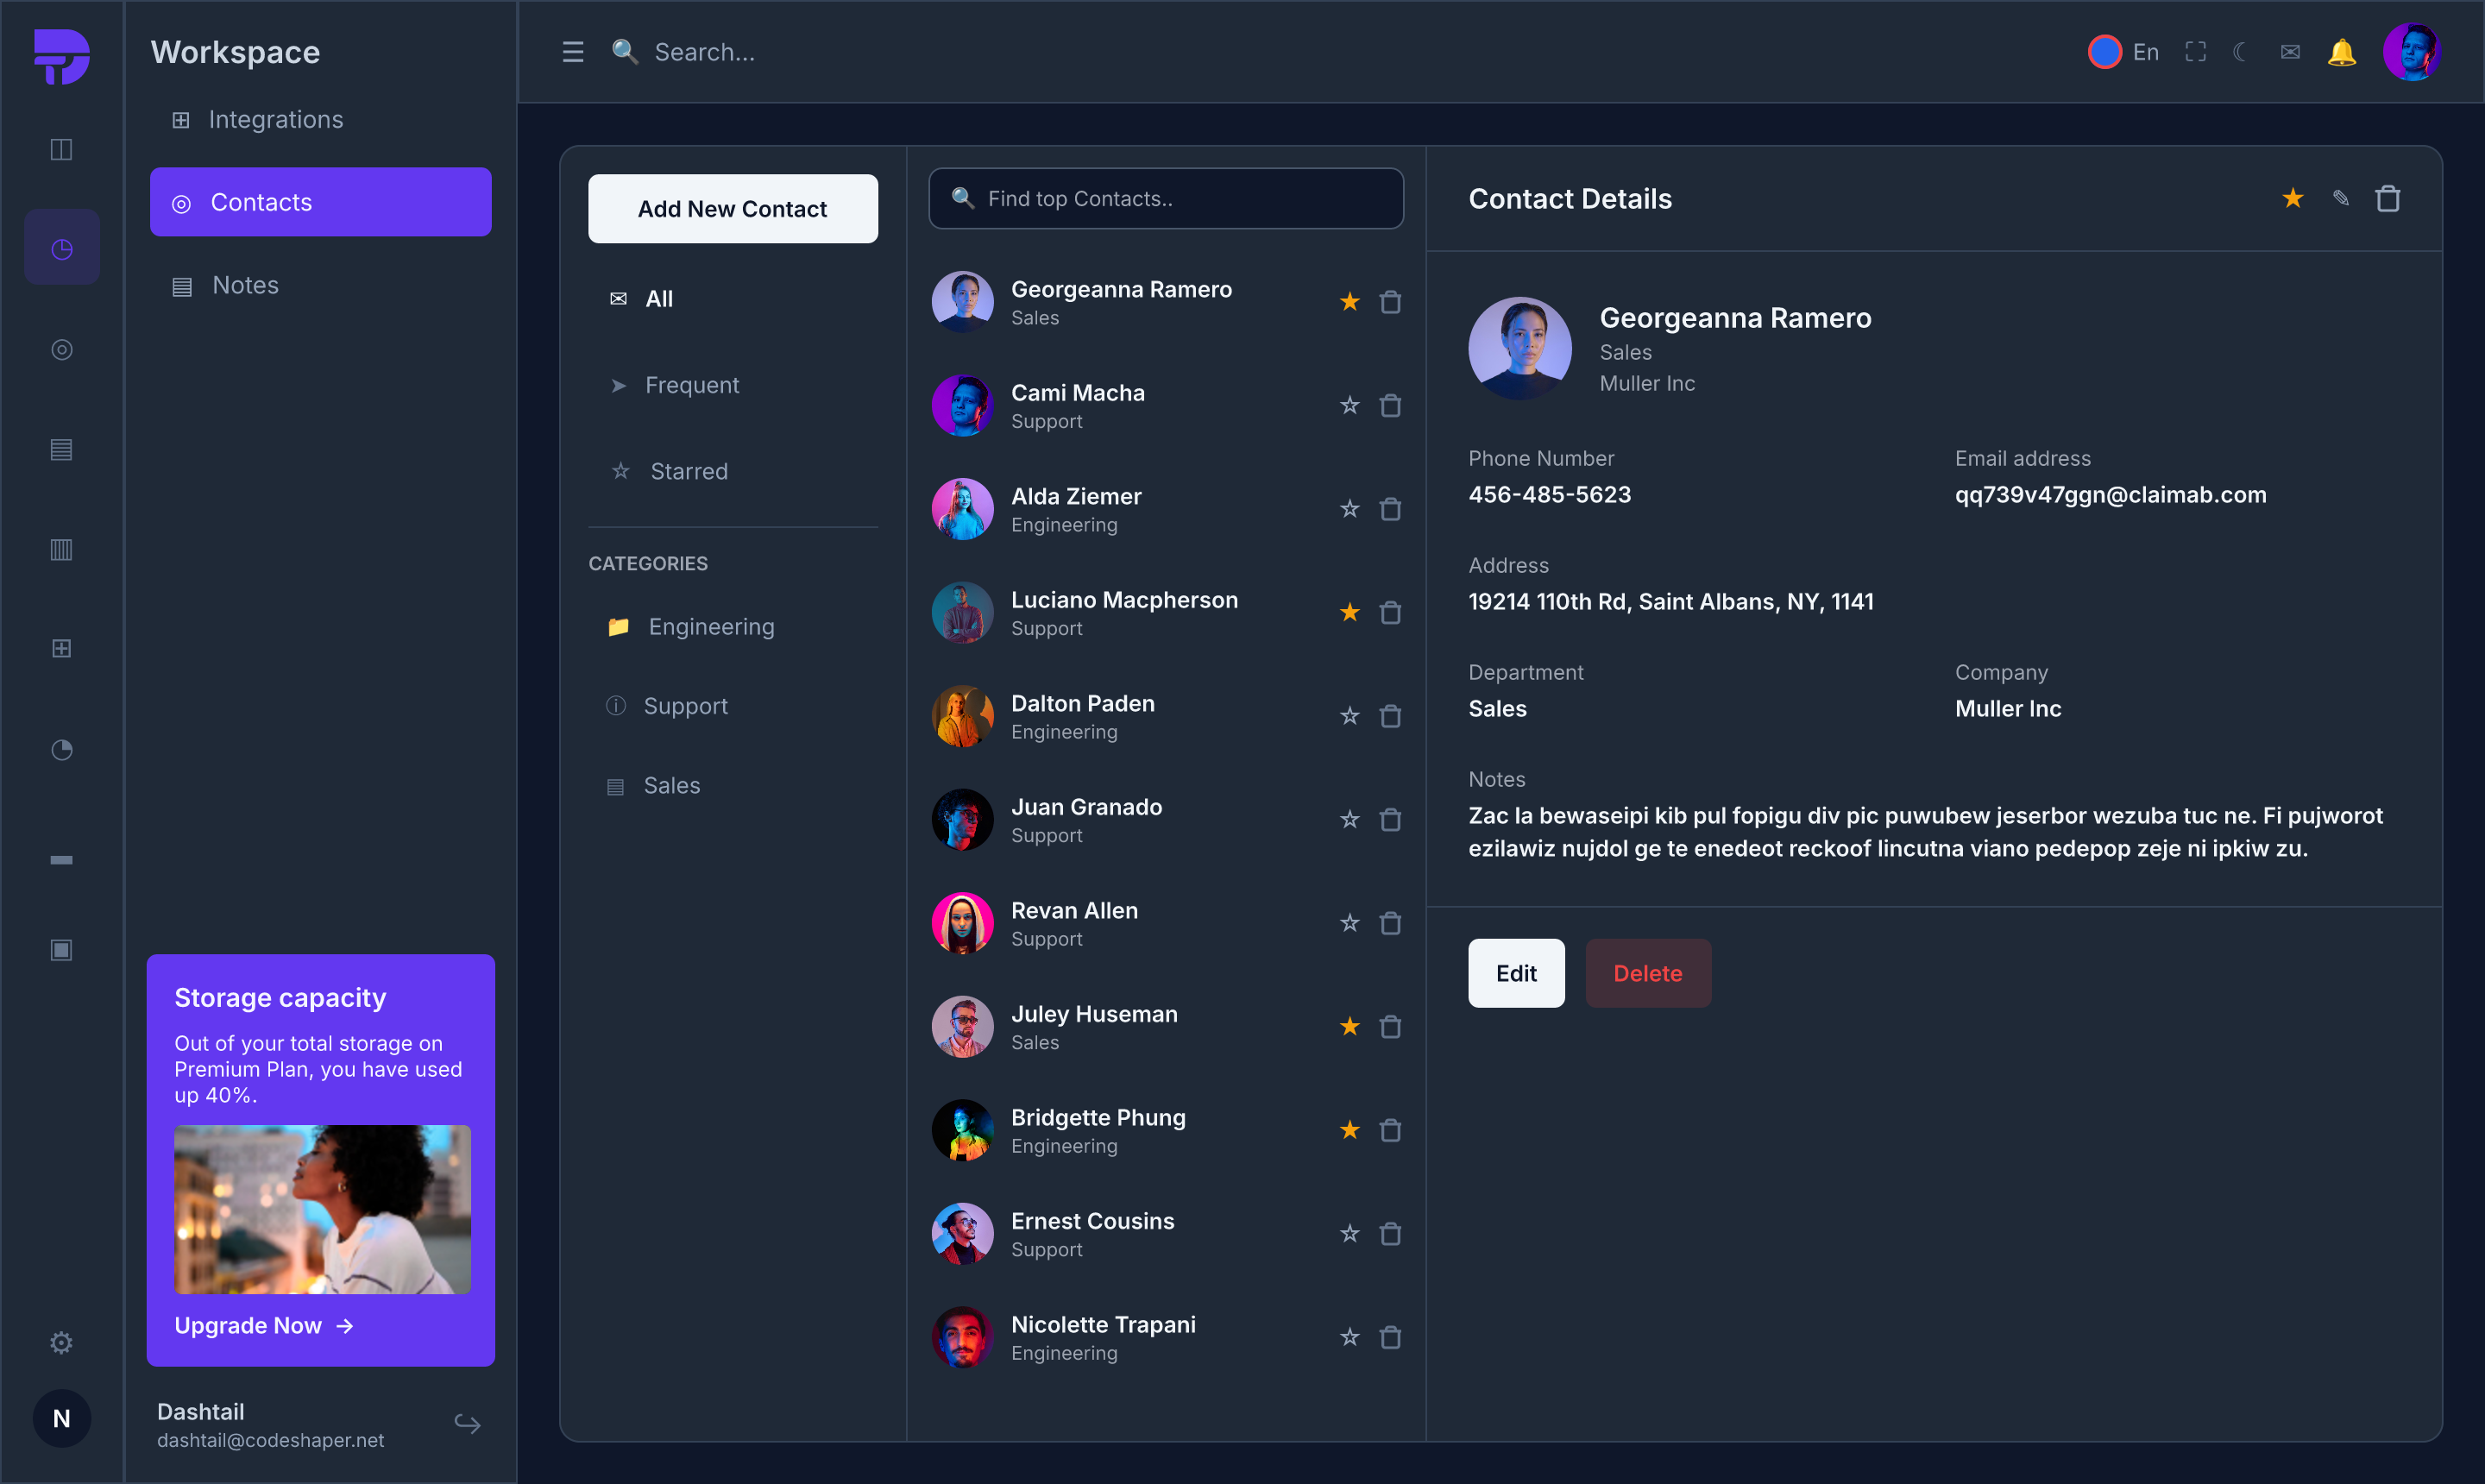 Workspace
Integrations
Contacts
Notes
Storage capacity
Out of your total storage on
Premium Plan, you have used
up 40%.
Upgrade Now →
N
Dashtail
dashtail@codeshaper.net
Search...
En
Add New Contact
All
Frequent
Starred
CATEGORIES
Engineering
Support
Sales
Find top Contacts..
Georgeanna Ramero
Sales
Cami Macha
Support
Alda Ziemer
Engineering
Luciano Macpherson
Support
Dalton Paden
Engineering
Juan Granado
Support
Revan Allen
Support
Juley Huseman
Sales
Bridgette Phung
Engineering
Ernest Cousins
Support
Nicolette Trapani
Engineering
Contact Details
Georgeanna Ramero
Sales
Muller Inc
Phone Number
456-485-5623
Email address
qq739v47ggn@claimab.com
Address
19214 110th Rd, Saint Albans, NY, 1141
Department
Sales
Company
Muller Inc
Notes
Zac la bewaseipi kib pul fopigu div pic puwubew jeserbor wezuba tuc ne. Fi pujworot
ezilawiz nujdol ge te enedeot reckoof lincutna viano pedepop zeje ni ipkiw zu.
Edit
Delete